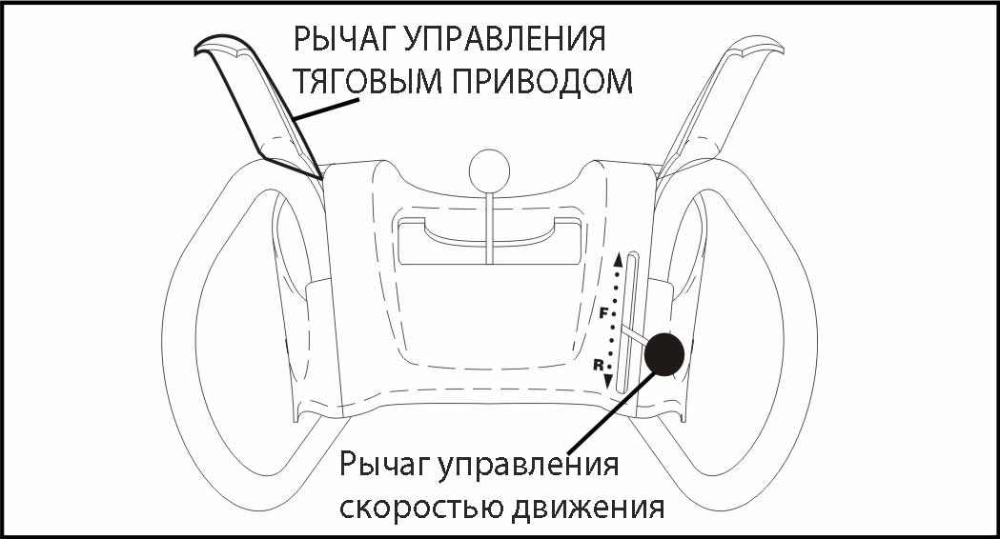 РЫЧАГ УПРАВЛЕНИЯ
ТЯГОВЫМ ПРИВОДОМ
F
R
Рычаг управления
скоростью движения